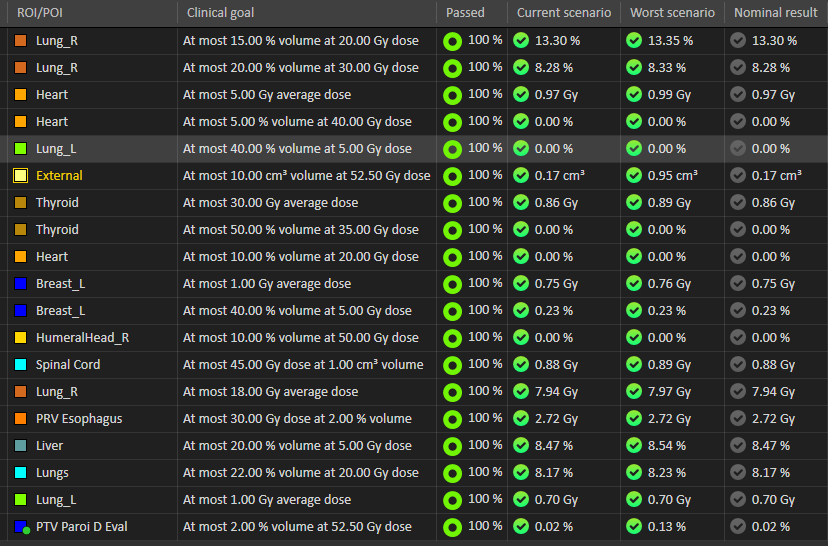 ROI/POI Clinical goal Passed Current scenario Worst scenario Nominal result
Lung_R At most 15.00 % volume at 20.00 Gy dose 100 % 13.30 % 13.35 % 13.30 %
Lung_R At most 20.00 % volume at 30.00 Gy dose 100 % 8.28 % 8.33 % 8.28 %
Heart At most 5.00 Gy average dose 100 % 0.97 Gy 0.99 Gy 0.97 Gy
Heart At most 5.00 % volume at 40.00 Gy dose 100 % 0.00 % 0.00 % 0.00 %
Lung_L At most 40.00 % volume at 5.00 Gy dose 100 % 0.00 % 0.00 % 0.00 %
External At most 10.00 cm³ volume at 52.50 Gy dose 100 % 0.17 cm³ 0.95 cm³ 0.17 cm³
Thyroid At most 30.00 Gy average dose 100 % 0.86 Gy 0.89 Gy 0.86 Gy
Thyroid At most 50.00 % volume at 35.00 Gy dose 100 % 0.00 % 0.00 % 0.00 %
Heart At most 10.00 % volume at 20.00 Gy dose 100 % 0.00 % 0.00 % 0.00 %
Breast_L At most 1.00 Gy average dose 100 % 0.75 Gy 0.76 Gy 0.75 Gy
Breast_L At most 40.00 % volume at 5.00 Gy dose 100 % 0.23 % 0.23 % 0.23 %
HumeralHead_R At most 10.00 % volume at 50.00 Gy dose 100 % 0.00 % 0.00 % 0.00 %
Spinal Cord At most 45.00 Gy dose at 1.00 cm³ volume 100 % 0.88 Gy 0.89 Gy 0.88 Gy
Lung_R At most 18.00 Gy average dose 100 % 7.94 Gy 7.97 Gy 7.94 Gy
PRV Esophagus At most 30.00 Gy dose at 2.00 % volume 100 % 2.72 Gy 2.72 Gy 2.72 Gy
Liver At most 20.00 % volume at 5.00 Gy dose 100 % 8.47 % 8.54 % 8.47 %
Lungs At most 22.00 % volume at 20.00 Gy dose 100 % 8.17 % 8.23 % 8.17 %
Lung_L At most 1.00 Gy average dose 100 % 0.70 Gy 0.70 Gy 0.70 Gy
PTV Paroi D Eval At most 2.00 % volume at 52.50 Gy dose 100 % 0.02 % 0.13 % 0.02 %